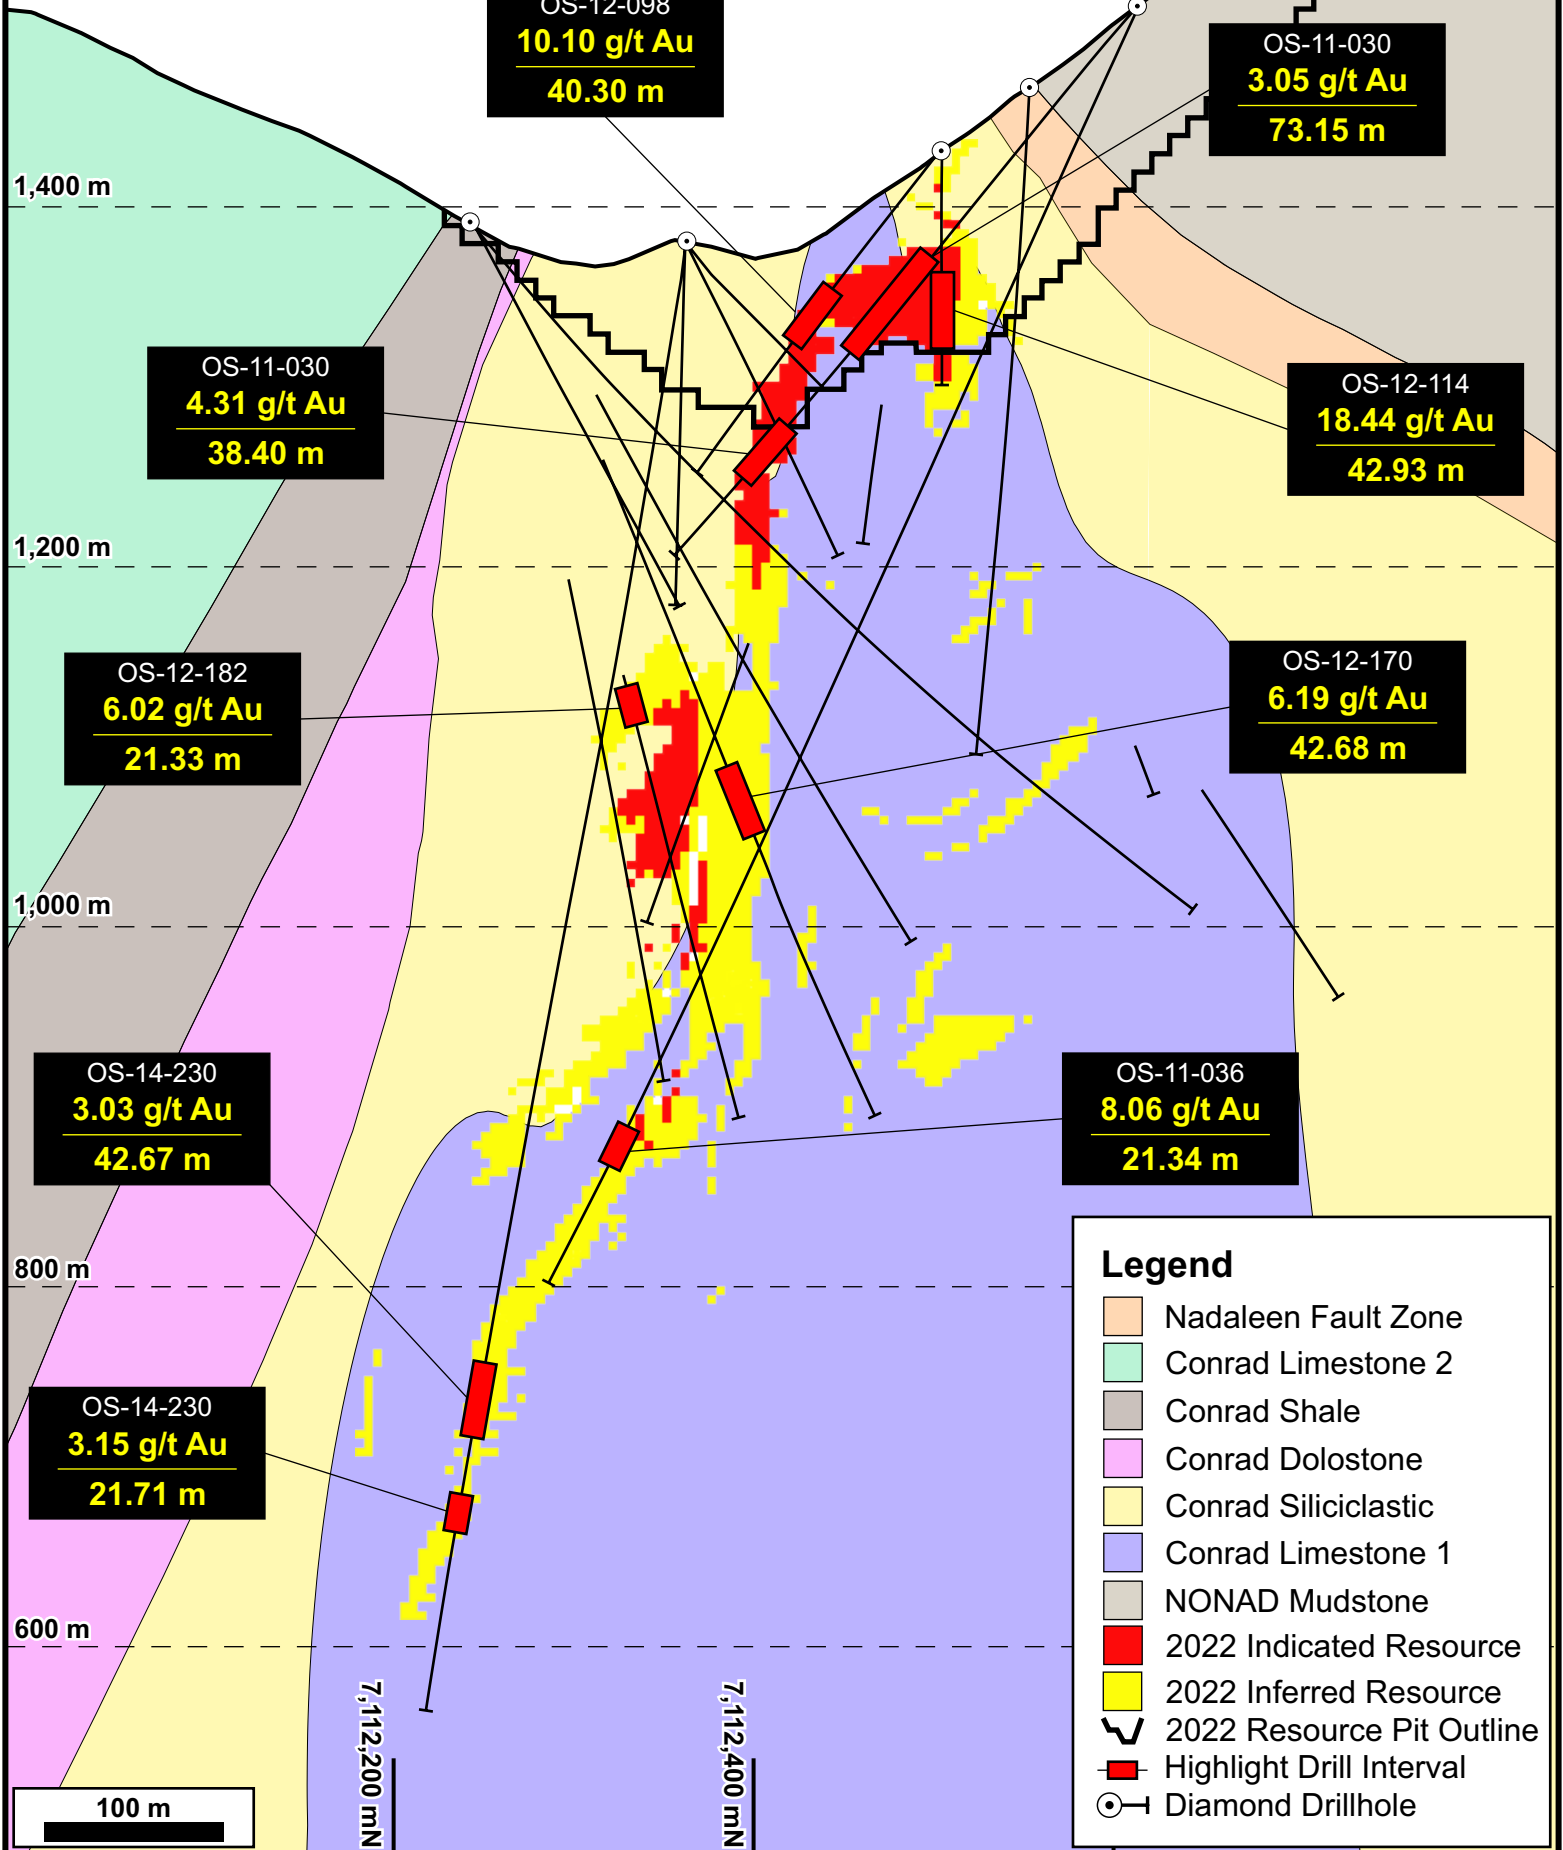 OS-12-098
10.10 g/t Au
40.30 m
OS-11-030
3.05 g/t Au
73.15 m
1,400 m
OS-11-030
4.31 g/t Au
38.40 m
OS-12-114
18.44 g/t Au
42.93 m
1,200 m
OS-12-182
6.02 g/t Au
21.33 m
OS-12-170
6.19 g/t Au
42.68 m
1,000 m
OS-14-230
3.03 g/t Au
42.67 m
OS-11-036
8.06 g/t Au
21.34 m
800 m
OS-14-230
3.15 g/t Au
21.71 m
600 m
7,112,200 mN
7,112,400 mN
100 m
Legend
Nadaleen Fault Zone
Conrad Limestone 2
Conrad Shale
Conrad Dolostone
Conrad Siliciclastic
Conrad Limestone 1
NONAD Mudstone
2022 Indicated Resource
2022 Inferred Resource
2022 Resource Pit Outline
Highlight Drill Interval
Diamond Drillhole